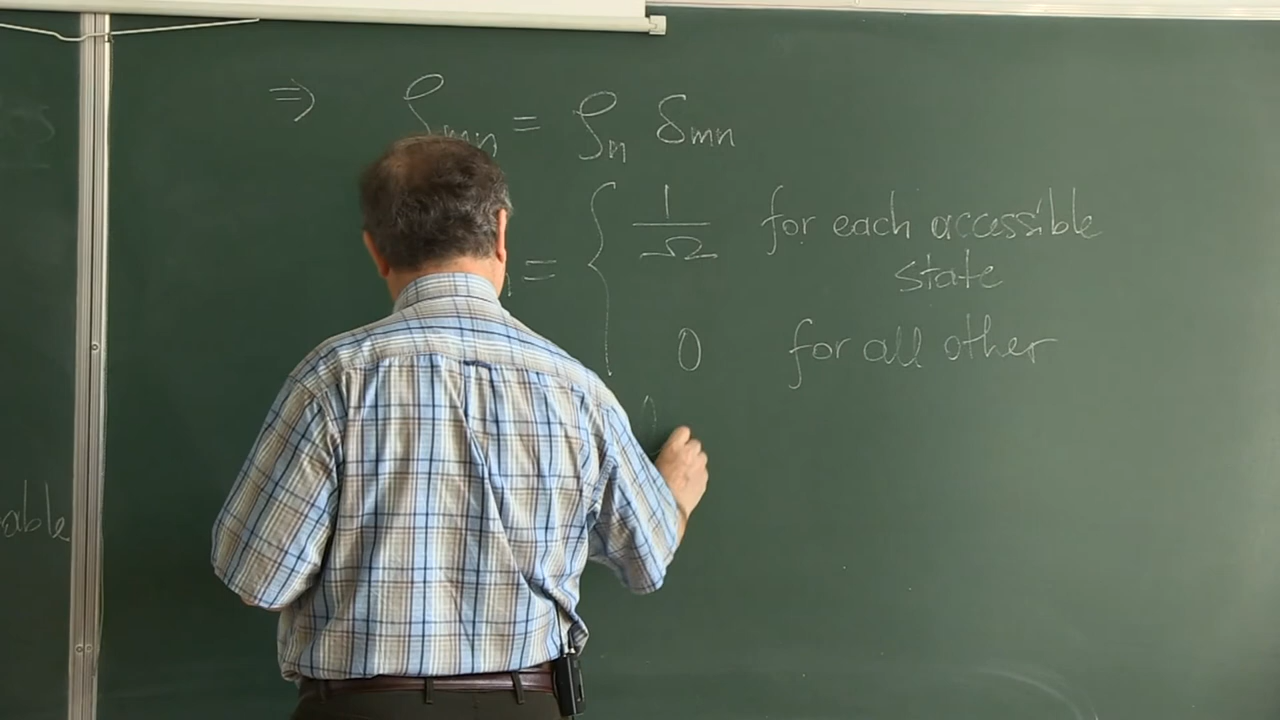 ⇒ ρmn = ρn δmn
= { 1/Ω for each accessible
state
0 for all other
able